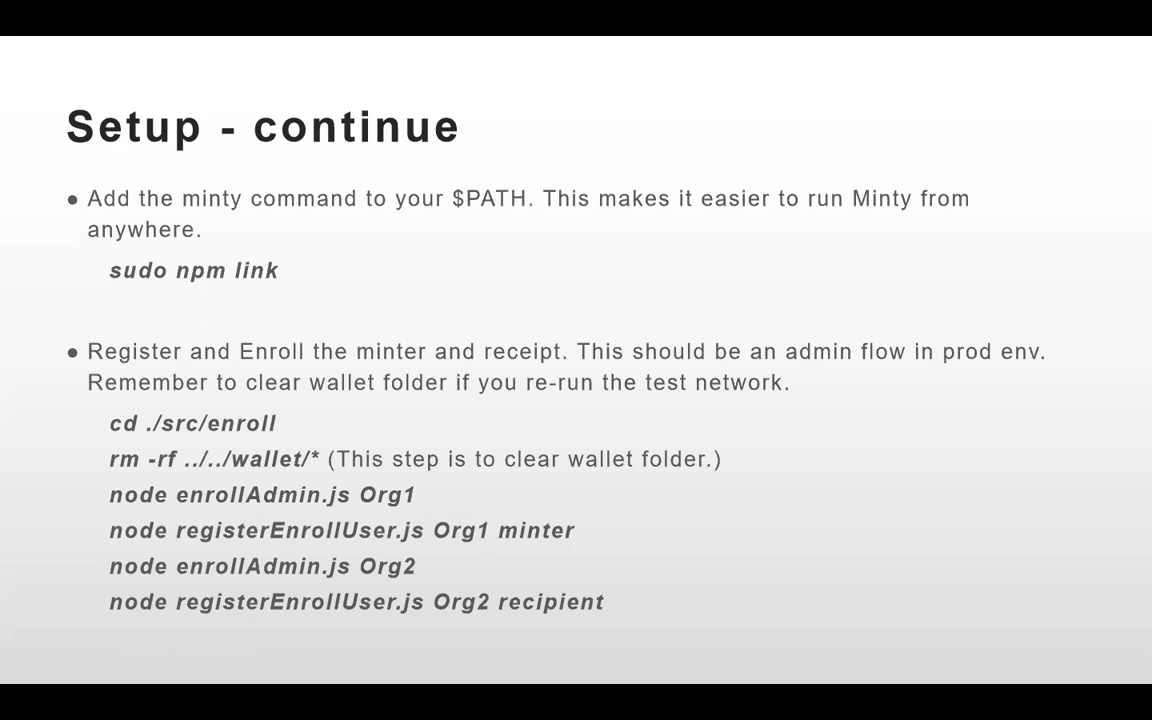 Setup - continue
● Add the minty command to your $PATH. This makes it easier to run Minty from
anywhere.
sudo npm link
● Register and Enroll the minter and receipt. This should be an admin flow in prod env.
Remember to clear wallet folder if you re-run the test network.
cd ./src/enroll
rm -rf ../../wallet/* (This step is to clear wallet folder.)
node enrollAdmin.js Org1
node registerEnrollUser.js Org1 minter
node enrollAdmin.js Org2
node registerEnrollUser.js Org2 recipient